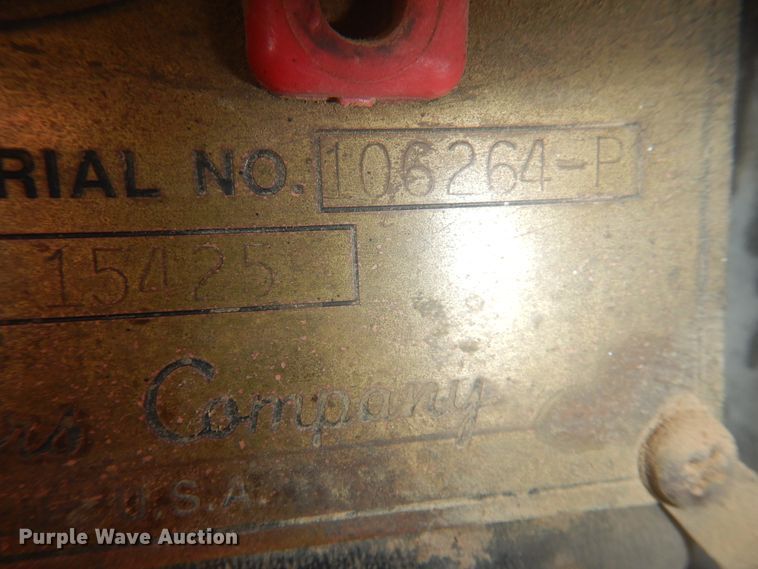 RIAL NO. 106264-P
15425
Company
U.S.A.
Purple Wave Auction